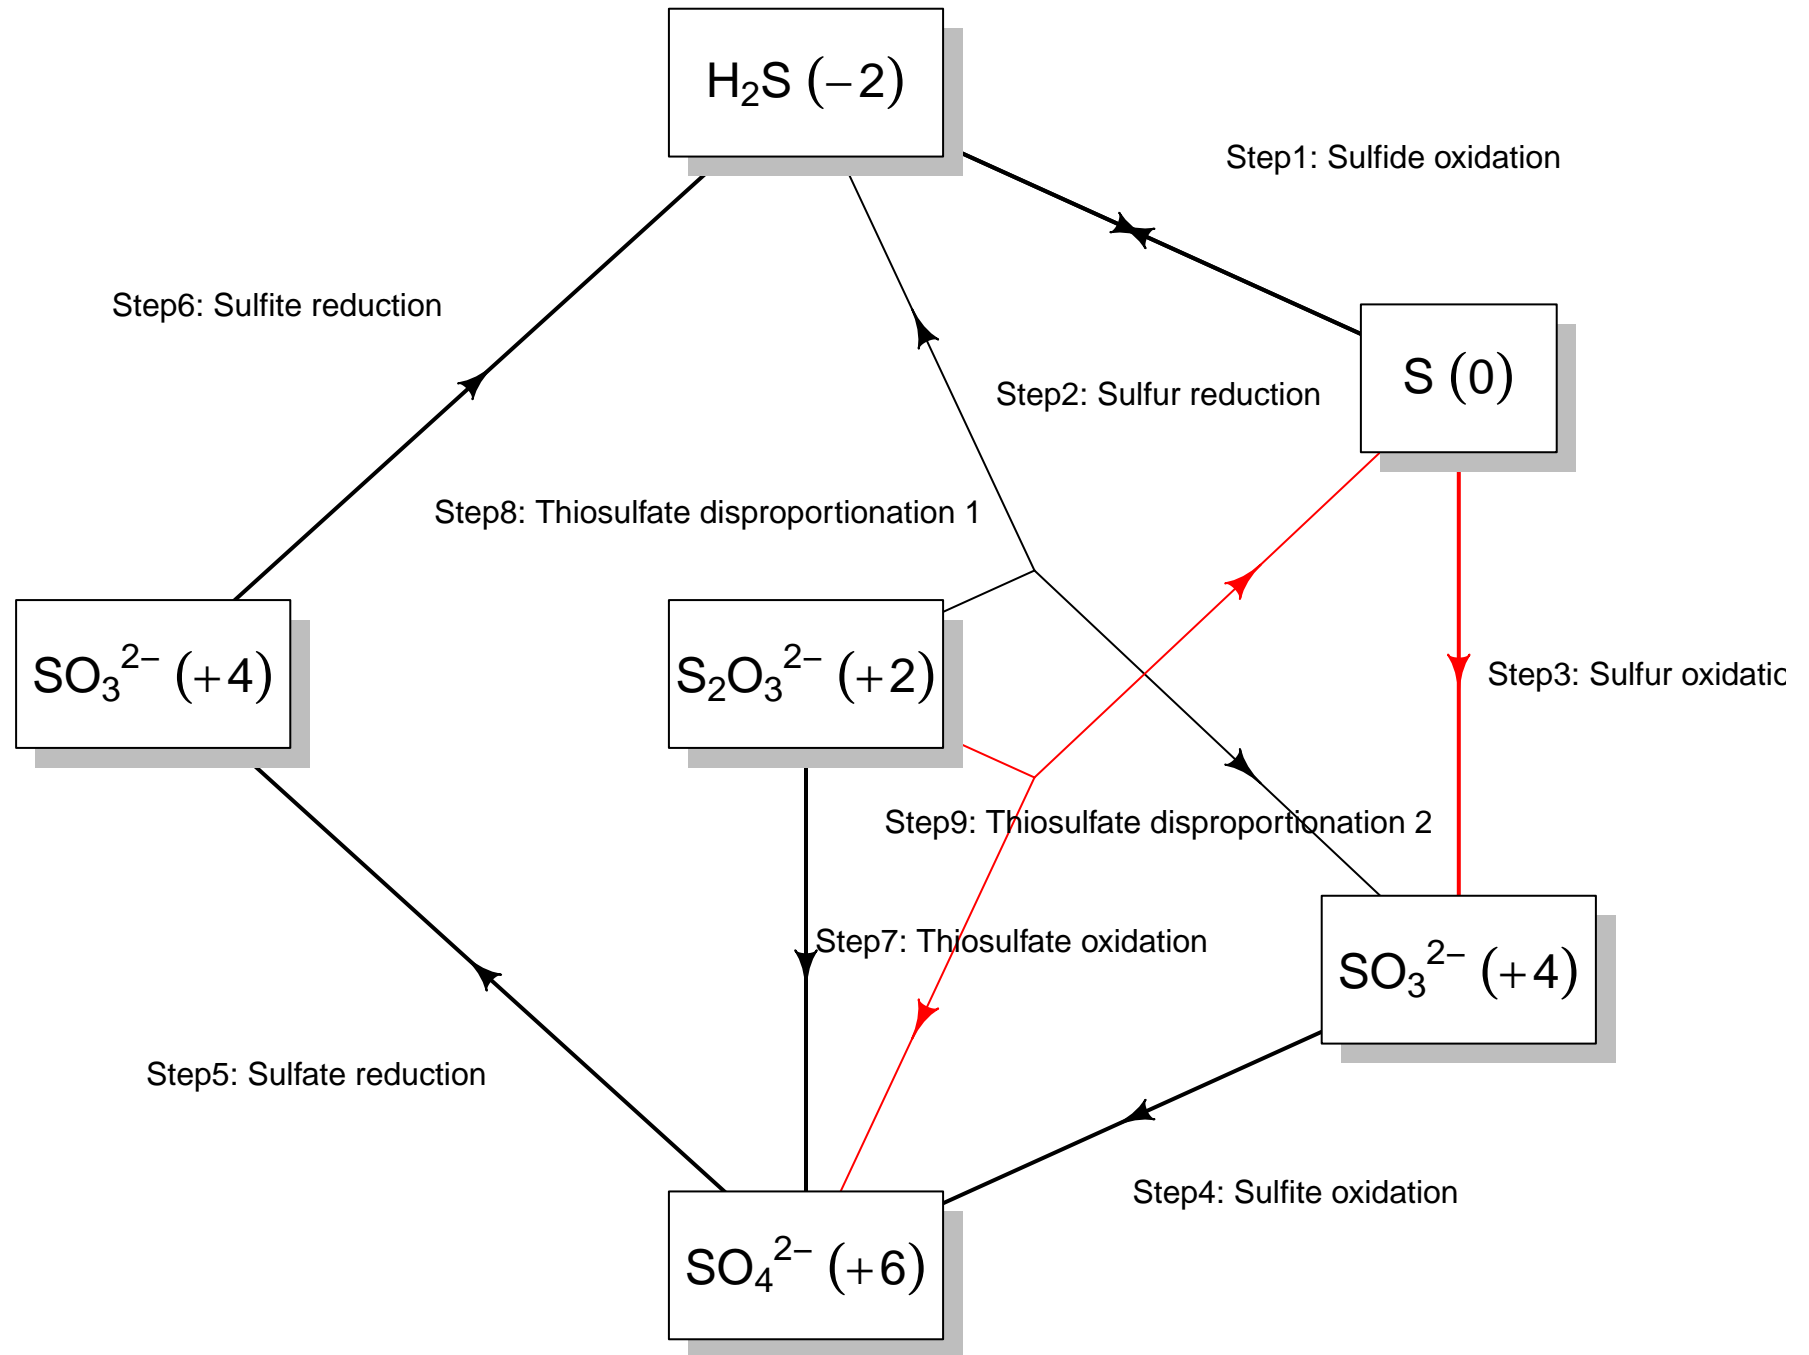 H₂S (−2)
Step1: Sulfide oxidation
Step6: Sulfite reduction
S (0)
Step2: Sulfur reduction
Step8: Thiosulfate disproportionation 1
SO₃²⁻ (+4)
S₂O₃²⁻ (+2)
Step3: Sulfur oxidatic
Step9: Thiosulfate disproportionation 2
Step7: Thiosulfate oxidation
SO₃²⁻ (+4)
Step5: Sulfate reduction
Step4: Sulfite oxidation
SO₄²⁻ (+6)